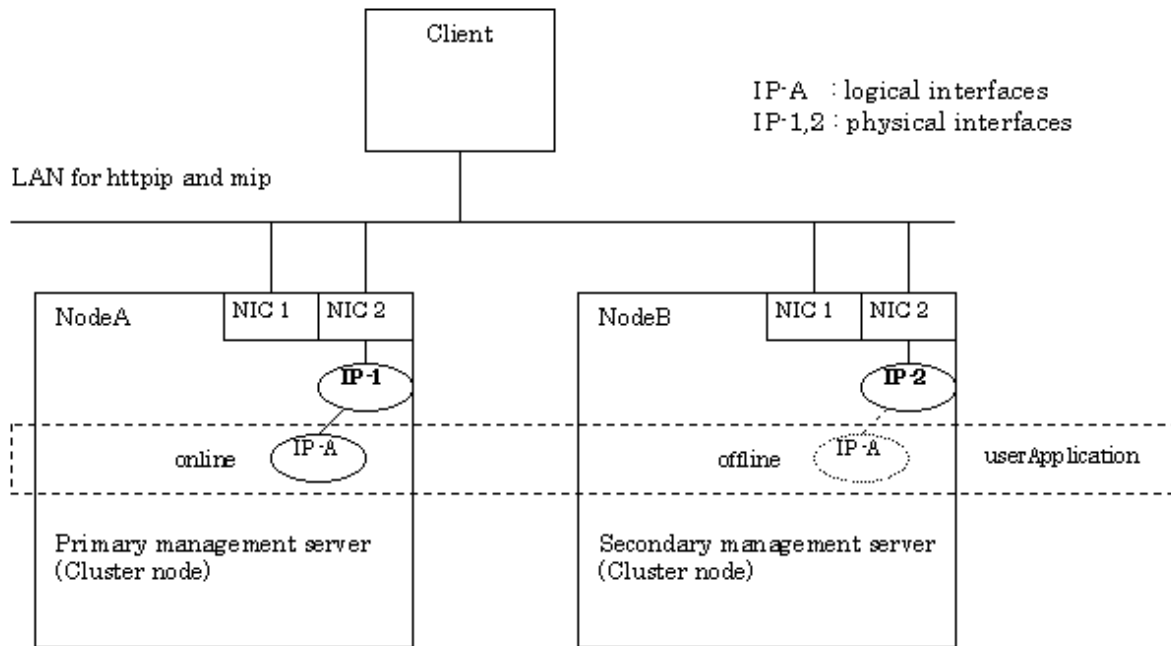 Client
IP-A : logical interfaces
IP-1,2 : physical interfaces
LAN for httpip and mip
NodeA
NIC 1
NIC 2
NodeB
NIC 1
NIC 2
IP-1
IP-2
online
IP-A
offline
IP-A
userApplication
Primary management server
(Cluster node)
Secondary management server
(Cluster node)